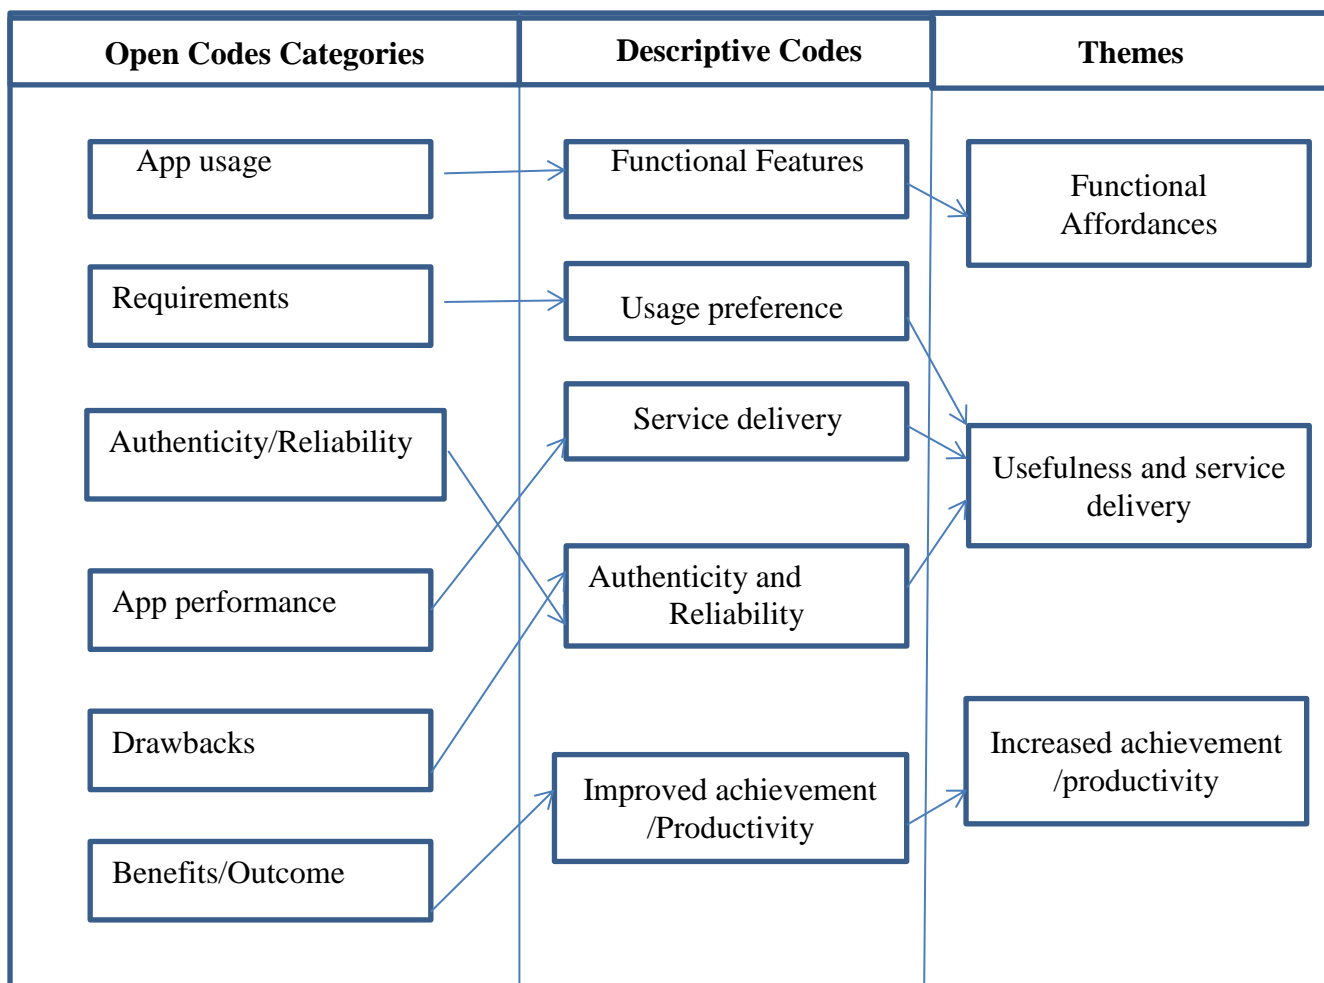 Open Codes Categories
Descriptive Codes
Themes
App usage
Requirements
Authenticity/Reliability
App performance
Drawbacks
Benefits/Outcome
Functional Features
Usage preference
Service delivery
Authenticity and
Reliability
Improved achievement
/Productivity
Functional
Affordances
Usefulness and service
delivery
Increased achievement
/productivity